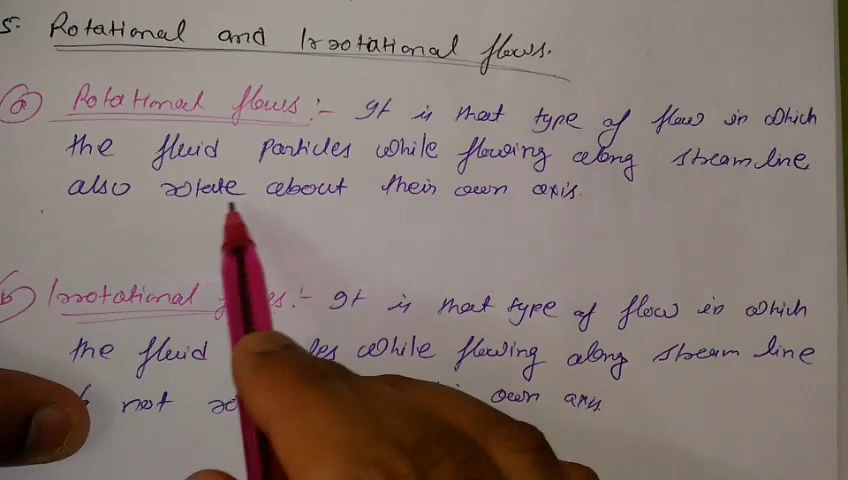 5. Rotational and Irrotational flows.
(a) Rotational flows :- It is that type of flow in which
the fluid particles while flowing along stream line
also rotate about their own axis.
(b) Irrotational :- It is that type of flow in which
the fluid while flowing along stream line
not own axis.